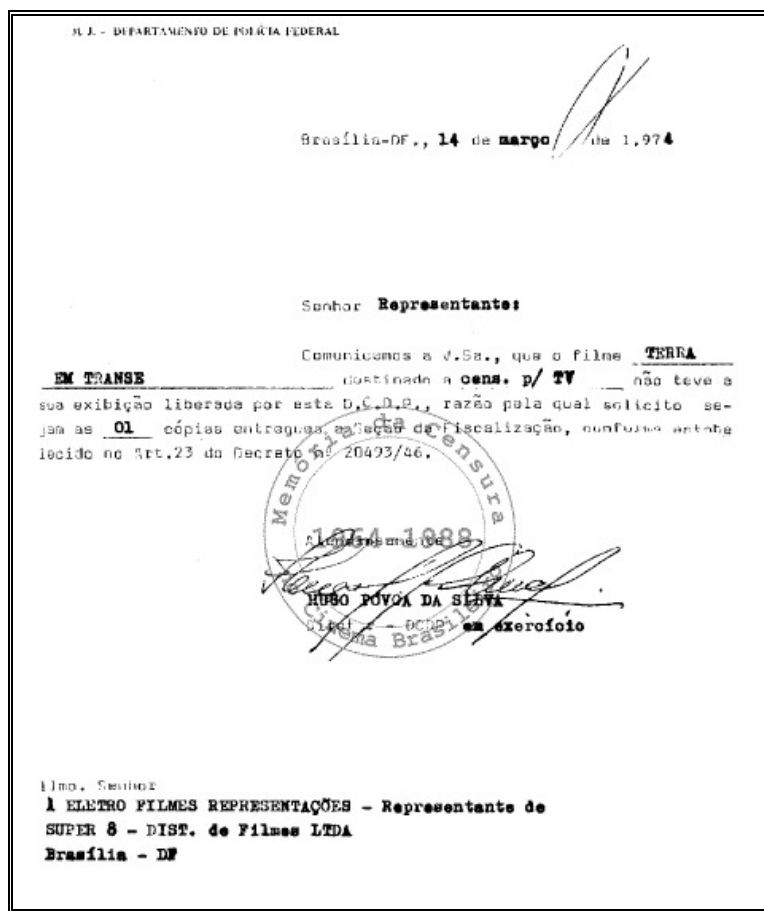 M. J. - DEPARTAMENTO DE POLÍCIA FEDERAL
Brasília-DF., 14 de março de 1.974
Senhor Representante:
Comunicamos a V.Sa., que o filme TERRA
EM TRANSE destinado a cens. p/ TV não teve a
sua exibição liberada por esta D.C.D.P., razão pela qual solicito se-
jam as 01 cópias entregues a Seção de Fiscalização, conforme estabe
lecido no Art.23 do Decreto nº 20493/46.
Memória da Censura
1964-1988
Cinema Brasileiro
Atenciosamente
HUGO PÓVOA DA SILVA
DCDP em exercício
Ilmo. Senhor
ELETRO FILMES REPRESENTAÇÕES - Representante de
SUPER 8 - DIST. de Filmes LTDA
Brasília - DF